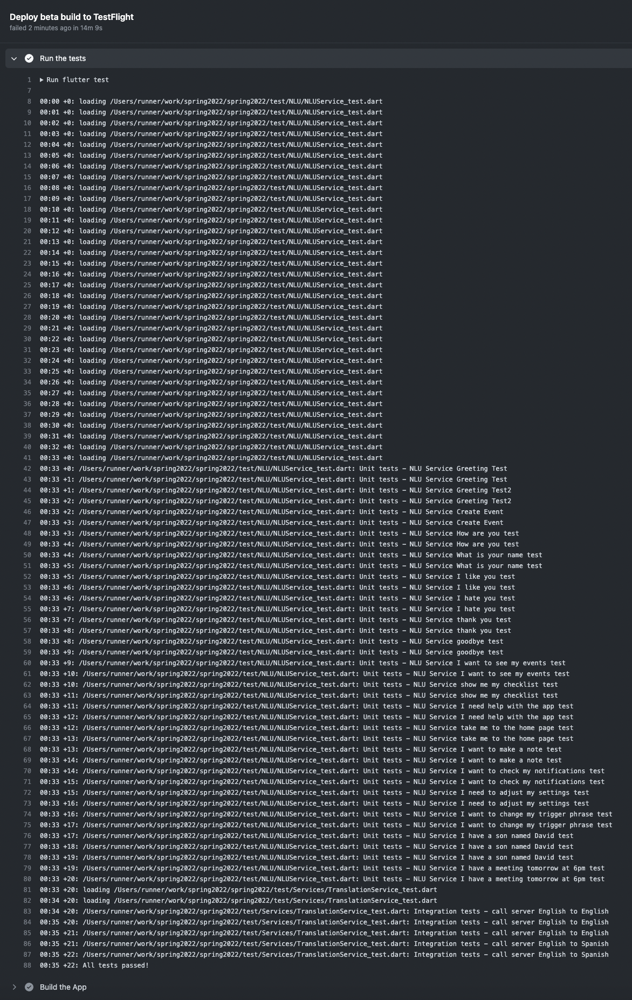 Deploy beta build to TestFlight
failed 2 minutes ago in 14m 9s
Run the tests
1 ▶ Run flutter test
7
8 00:00 +0: loading /Users/runner/work/spring2022/spring2022/test/NLU/NLUService_test.dart
9 00:01 +0: loading /Users/runner/work/spring2022/spring2022/test/NLU/NLUService_test.dart
10 00:02 +0: loading /Users/runner/work/spring2022/spring2022/test/NLU/NLUService_test.dart
11 00:03 +0: loading /Users/runner/work/spring2022/spring2022/test/NLU/NLUService_test.dart
12 00:04 +0: loading /Users/runner/work/spring2022/spring2022/test/NLU/NLUService_test.dart
13 00:05 +0: loading /Users/runner/work/spring2022/spring2022/test/NLU/NLUService_test.dart
14 00:06 +0: loading /Users/runner/work/spring2022/spring2022/test/NLU/NLUService_test.dart
15 00:07 +0: loading /Users/runner/work/spring2022/spring2022/test/NLU/NLUService_test.dart
16 00:08 +0: loading /Users/runner/work/spring2022/spring2022/test/NLU/NLUService_test.dart
17 00:09 +0: loading /Users/runner/work/spring2022/spring2022/test/NLU/NLUService_test.dart
18 00:10 +0: loading /Users/runner/work/spring2022/spring2022/test/NLU/NLUService_test.dart
19 00:11 +0: loading /Users/runner/work/spring2022/spring2022/test/NLU/NLUService_test.dart
20 00:12 +0: loading /Users/runner/work/spring2022/spring2022/test/NLU/NLUService_test.dart
21 00:13 +0: loading /Users/runner/work/spring2022/spring2022/test/NLU/NLUService_test.dart
22 00:14 +0: loading /Users/runner/work/spring2022/spring2022/test/NLU/NLUService_test.dart
23 00:15 +0: loading /Users/runner/work/spring2022/spring2022/test/NLU/NLUService_test.dart
24 00:16 +0: loading /Users/runner/work/spring2022/spring2022/test/NLU/NLUService_test.dart
25 00:17 +0: loading /Users/runner/work/spring2022/spring2022/test/NLU/NLUService_test.dart
26 00:18 +0: loading /Users/runner/work/spring2022/spring2022/test/NLU/NLUService_test.dart
27 00:19 +0: loading /Users/runner/work/spring2022/spring2022/test/NLU/NLUService_test.dart
28 00:20 +0: loading /Users/runner/work/spring2022/spring2022/test/NLU/NLUService_test.dart
29 00:21 +0: loading /Users/runner/work/spring2022/spring2022/test/NLU/NLUService_test.dart
30 00:22 +0: loading /Users/runner/work/spring2022/spring2022/test/NLU/NLUService_test.dart
31 00:23 +0: loading /Users/runner/work/spring2022/spring2022/test/NLU/NLUService_test.dart
32 00:24 +0: loading /Users/runner/work/spring2022/spring2022/test/NLU/NLUService_test.dart
33 00:25 +0: loading /Users/runner/work/spring2022/spring2022/test/NLU/NLUService_test.dart
34 00:26 +0: loading /Users/runner/work/spring2022/spring2022/test/NLU/NLUService_test.dart
35 00:27 +0: loading /Users/runner/work/spring2022/spring2022/test/NLU/NLUService_test.dart
36 00:28 +0: loading /Users/runner/work/spring2022/spring2022/test/NLU/NLUService_test.dart
37 00:29 +0: loading /Users/runner/work/spring2022/spring2022/test/NLU/NLUService_test.dart
38 00:30 +0: loading /Users/runner/work/spring2022/spring2022/test/NLU/NLUService_test.dart
39 00:31 +0: loading /Users/runner/work/spring2022/spring2022/test/NLU/NLUService_test.dart
40 00:32 +0: loading /Users/runner/work/spring2022/spring2022/test/NLU/NLUService_test.dart
41 00:33 +0: loading /Users/runner/work/spring2022/spring2022/test/NLU/NLUService_test.dart
42 00:33 +0: /Users/runner/work/spring2022/spring2022/test/NLU/NLUService_test.dart: Unit tests - NLU Service Greeting Test
43 00:33 +1: /Users/runner/work/spring2022/spring2022/test/NLU/NLUService_test.dart: Unit tests - NLU Service Greeting Test
44 00:33 +1: /Users/runner/work/spring2022/spring2022/test/NLU/NLUService_test.dart: Unit tests - NLU Service Greeting Test2
45 00:33 +2: /Users/runner/work/spring2022/spring2022/test/NLU/NLUService_test.dart: Unit tests - NLU Service Greeting Test2
46 00:33 +2: /Users/runner/work/spring2022/spring2022/test/NLU/NLUService_test.dart: Unit tests - NLU Service Create Event
47 00:33 +3: /Users/runner/work/spring2022/spring2022/test/NLU/NLUService_test.dart: Unit tests - NLU Service Create Event
48 00:33 +3: /Users/runner/work/spring2022/spring2022/test/NLU/NLUService_test.dart: Unit tests - NLU Service How are you test
49 00:33 +4: /Users/runner/work/spring2022/spring2022/test/NLU/NLUService_test.dart: Unit tests - NLU Service How are you test
50 00:33 +4: /Users/runner/work/spring2022/spring2022/test/NLU/NLUService_test.dart: Unit tests - NLU Service What is your name test
51 00:33 +5: /Users/runner/work/spring2022/spring2022/test/NLU/NLUService_test.dart: Unit tests - NLU Service What is your name test
52 00:33 +5: /Users/runner/work/spring2022/spring2022/test/NLU/NLUService_test.dart: Unit tests - NLU Service I like you test
53 00:33 +6: /Users/runner/work/spring2022/spring2022/test/NLU/NLUService_test.dart: Unit tests - NLU Service I like you test
54 00:33 +6: /Users/runner/work/spring2022/spring2022/test/NLU/NLUService_test.dart: Unit tests - NLU Service I hate you test
55 00:33 +7: /Users/runner/work/spring2022/spring2022/test/NLU/NLUService_test.dart: Unit tests - NLU Service I hate you test
56 00:33 +7: /Users/runner/work/spring2022/spring2022/test/NLU/NLUService_test.dart: Unit tests - NLU Service thank you test
57 00:33 +8: /Users/runner/work/spring2022/spring2022/test/NLU/NLUService_test.dart: Unit tests - NLU Service thank you test
58 00:33 +8: /Users/runner/work/spring2022/spring2022/test/NLU/NLUService_test.dart: Unit tests - NLU Service goodbye test
59 00:33 +9: /Users/runner/work/spring2022/spring2022/test/NLU/NLUService_test.dart: Unit tests - NLU Service goodbye test
60 00:33 +9: /Users/runner/work/spring2022/spring2022/test/NLU/NLUService_test.dart: Unit tests - NLU Service I want to see my events test
61 00:33 +10: /Users/runner/work/spring2022/spring2022/test/NLU/NLUService_test.dart: Unit tests - NLU Service I want to see my events test
62 00:33 +10: /Users/runner/work/spring2022/spring2022/test/NLU/NLUService_test.dart: Unit tests - NLU Service show me my checklist test
63 00:33 +11: /Users/runner/work/spring2022/spring2022/test/NLU/NLUService_test.dart: Unit tests - NLU Service show me my checklist test
64 00:33 +11: /Users/runner/work/spring2022/spring2022/test/NLU/NLUService_test.dart: Unit tests - NLU Service I need help with the app test
65 00:33 +12: /Users/runner/work/spring2022/spring2022/test/NLU/NLUService_test.dart: Unit tests - NLU Service I need help with the app test
66 00:33 +12: /Users/runner/work/spring2022/spring2022/test/NLU/NLUService_test.dart: Unit tests - NLU Service take me to the home page test
67 00:33 +13: /Users/runner/work/spring2022/spring2022/test/NLU/NLUService_test.dart: Unit tests - NLU Service take me to the home page test
68 00:33 +13: /Users/runner/work/spring2022/spring2022/test/NLU/NLUService_test.dart: Unit tests - NLU Service I want to make a note test
69 00:33 +14: /Users/runner/work/spring2022/spring2022/test/NLU/NLUService_test.dart: Unit tests - NLU Service I want to make a note test
70 00:33 +14: /Users/runner/work/spring2022/spring2022/test/NLU/NLUService_test.dart: Unit tests - NLU Service I want to check my notifications test
71 00:33 +15: /Users/runner/work/spring2022/spring2022/test/NLU/NLUService_test.dart: Unit tests - NLU Service I want to check my notifications test
72 00:33 +15: /Users/runner/work/spring2022/spring2022/test/NLU/NLUService_test.dart: Unit tests - NLU Service I need to adjust my settings test
73 00:33 +16: /Users/runner/work/spring2022/spring2022/test/NLU/NLUService_test.dart: Unit tests - NLU Service I need to adjust my settings test
74 00:33 +16: /Users/runner/work/spring2022/spring2022/test/NLU/NLUService_test.dart: Unit tests - NLU Service I want to change my trigger phrase test
75 00:33 +17: /Users/runner/work/spring2022/spring2022/test/NLU/NLUService_test.dart: Unit tests - NLU Service I want to change my trigger phrase test
76 00:33 +17: /Users/runner/work/spring2022/spring2022/test/NLU/NLUService_test.dart: Unit tests - NLU Service I have a son named David test
77 00:33 +18: /Users/runner/work/spring2022/spring2022/test/NLU/NLUService_test.dart: Unit tests - NLU Service I have a son named David test
78 00:33 +19: /Users/runner/work/spring2022/spring2022/test/NLU/NLUService_test.dart: Unit tests - NLU Service I have a son named David test
79 00:33 +19: /Users/runner/work/spring2022/spring2022/test/NLU/NLUService_test.dart: Unit tests - NLU Service I have a meeting tomorrow at 6pm test
80 00:33 +20: /Users/runner/work/spring2022/spring2022/test/NLU/NLUService_test.dart: Unit tests - NLU Service I have a meeting tomorrow at 6pm test
81 00:33 +20: loading /Users/runner/work/spring2022/spring2022/test/Services/TranslationService_test.dart
82 00:34 +20: loading /Users/runner/work/spring2022/spring2022/test/Services/TranslationService_test.dart
83 00:34 +20: /Users/runner/work/spring2022/spring2022/test/Services/TranslationService_test.dart: Integration tests - call server English to English
84 00:35 +20: /Users/runner/work/spring2022/spring2022/test/Services/TranslationService_test.dart: Integration tests - call server English to English
85 00:35 +21: /Users/runner/work/spring2022/spring2022/test/Services/TranslationService_test.dart: Integration tests - call server English to English
86 00:35 +21: /Users/runner/work/spring2022/spring2022/test/Services/TranslationService_test.dart: Integration tests - call server English to Spanish
87 00:35 +22: /Users/runner/work/spring2022/spring2022/test/Services/TranslationService_test.dart: Integration tests - call server English to Spanish
88 00:35 +22: All tests passed!
Build the App